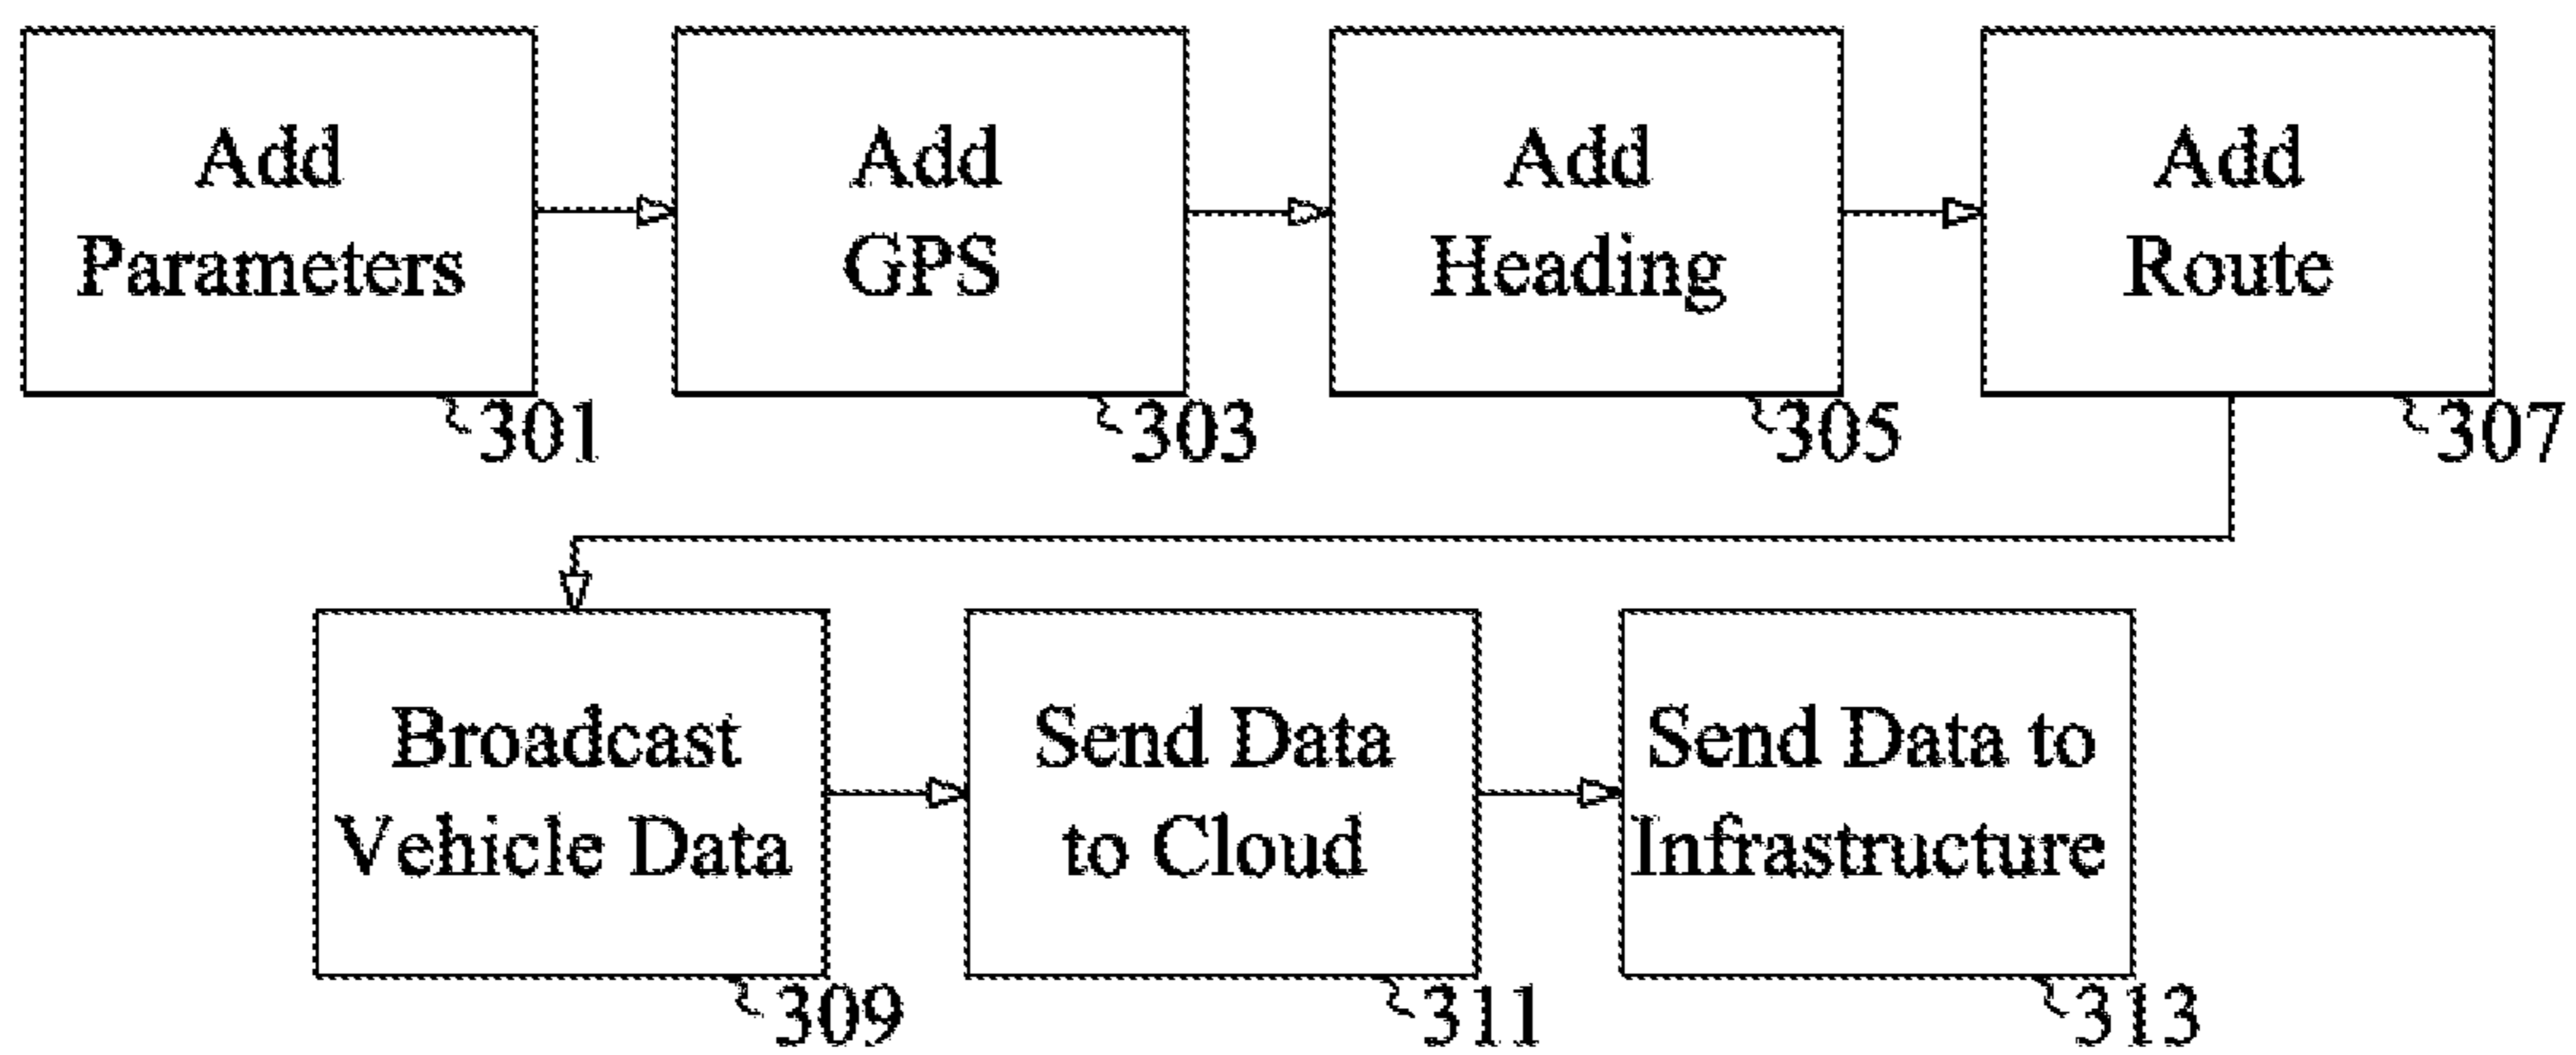 Add
Parameters
301
Add
GPS
303
Add
Heading
305
Add
Route
307
Broadcast
Vehicle Data
309
Send Data
to Cloud
311
Send Data to
Infrastructure
313